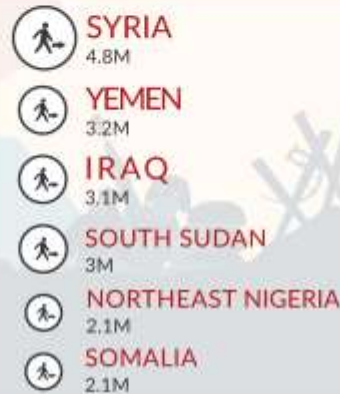 SYRIA
4.8M
YEMEN
3.2M
IRAQ
3.1M
SOUTH SUDAN
3M
NORTHEAST NIGERIA
2.1M
SOMALIA
2.1M